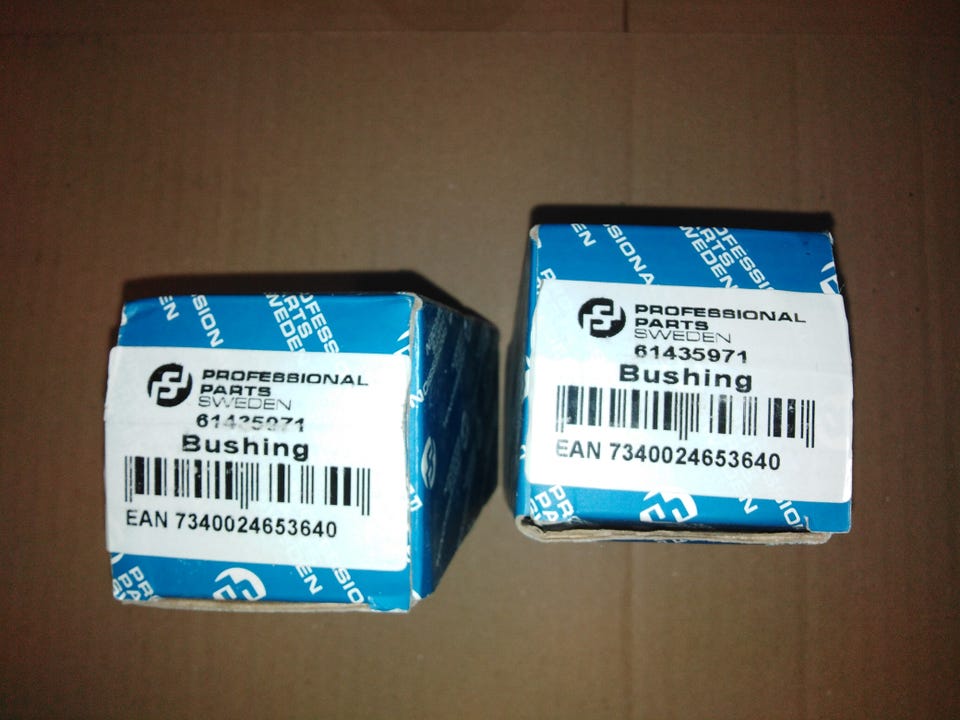 PROFESSIONAL
PARTS
SWEDEN
61435971
Bushing
EAN 7340024653640
PROFESSIONAL
PARTS
SWEDEN
61435971
Bushing
EAN 7340024653640